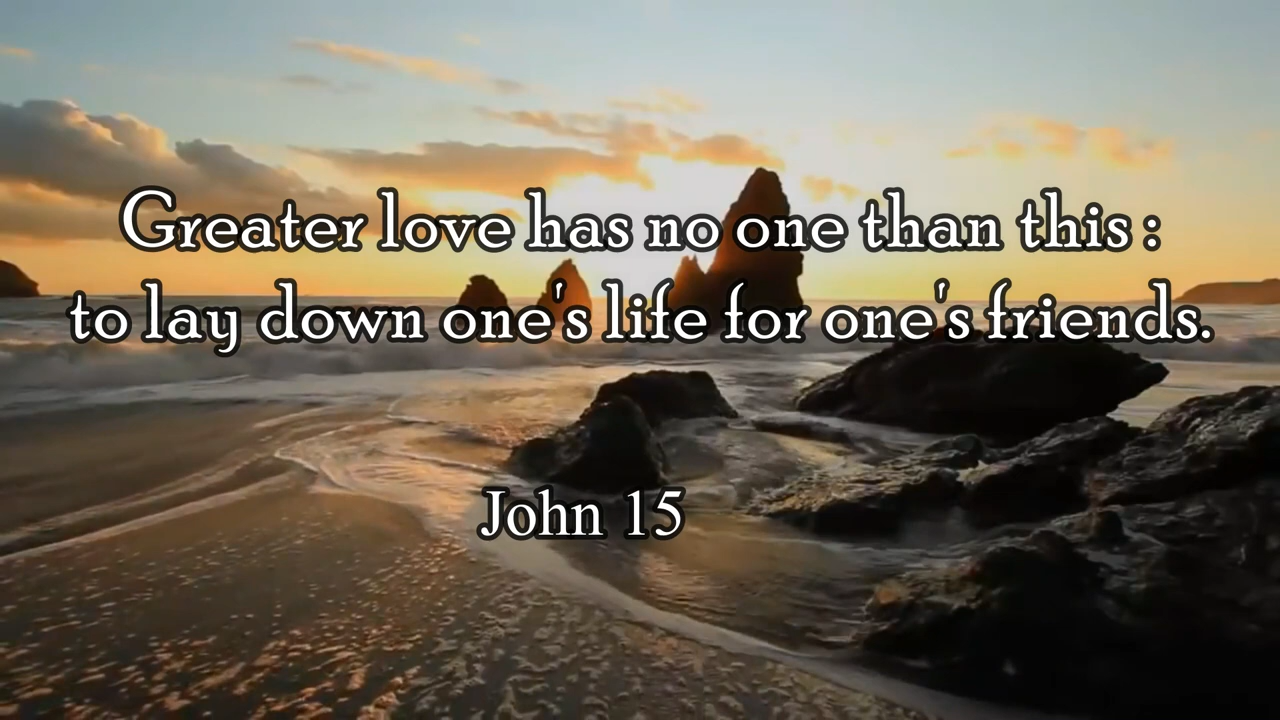 Greater love has no one than this :
to lay down one's life for one's friends.
John 15